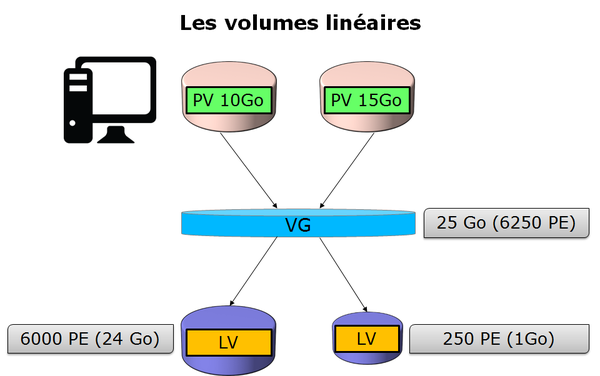 Les volumes linéaires
PV 10Go
PV 15Go
VG
25 Go (6250 PE)
6000 PE (24 Go)
LV
LV
250 PE (1Go)